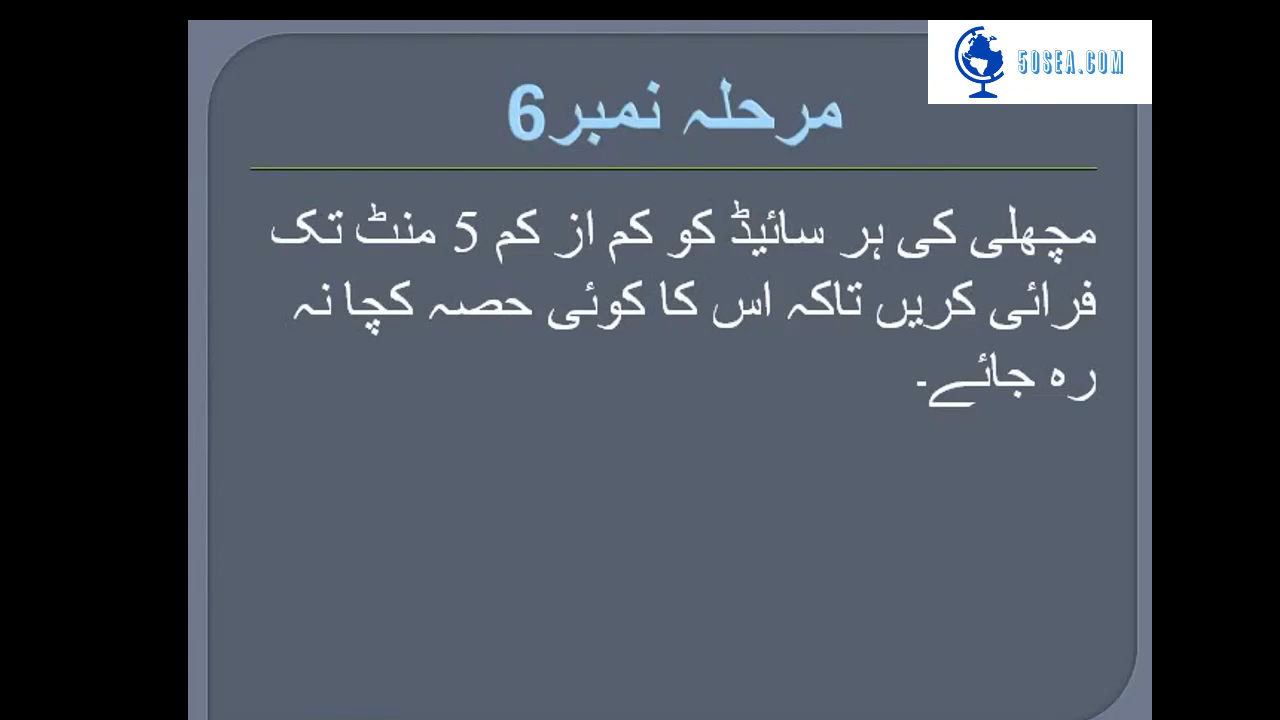 5OSEA.COM
مرحلہ نمبر6
مچھلی کی ہر سائیڈ کو کم از کم 5 منٹ تک
فرائی کریں تاکہ اس کا کوئی حصہ کچا نہ
رہ جائے۔